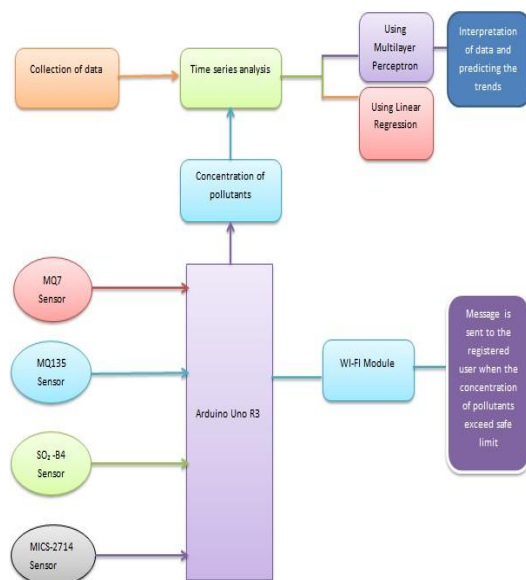 Collection of data
Time series analysis
Using
Multilayer
Perceptron
Interpretation
of data and
predicting the
trends
Using Linear
Regression
Concentration of
pollutants
MQ7
Sensor
MQ135
Sensor
SO₂ -B4
Sensor
MICS-2714
Sensor
Arduino Uno R3
WI-FI Module
Message is
sent to the
registered
user when the
concentration
of pollutants
exceed safe
limit